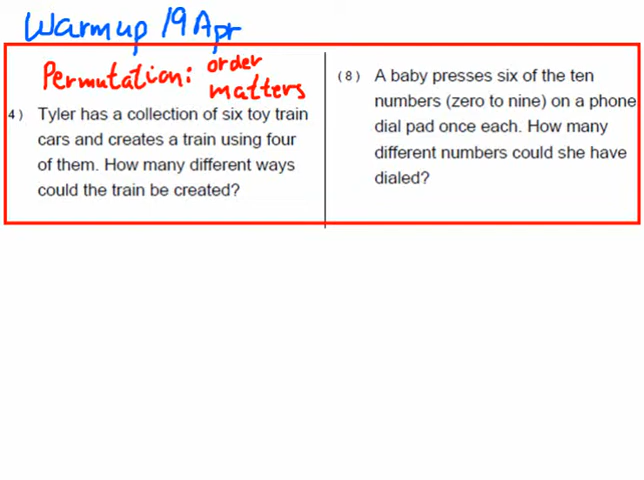 Warmup 19 Apr
Permutation: order matters
4) Tyler has a collection of six toy train
cars and creates a train using four
of them. How many different ways
could the train be created?
(8) A baby presses six of the ten
numbers (zero to nine) on a phone
dial pad once each. How many
different numbers could she have
dialed?